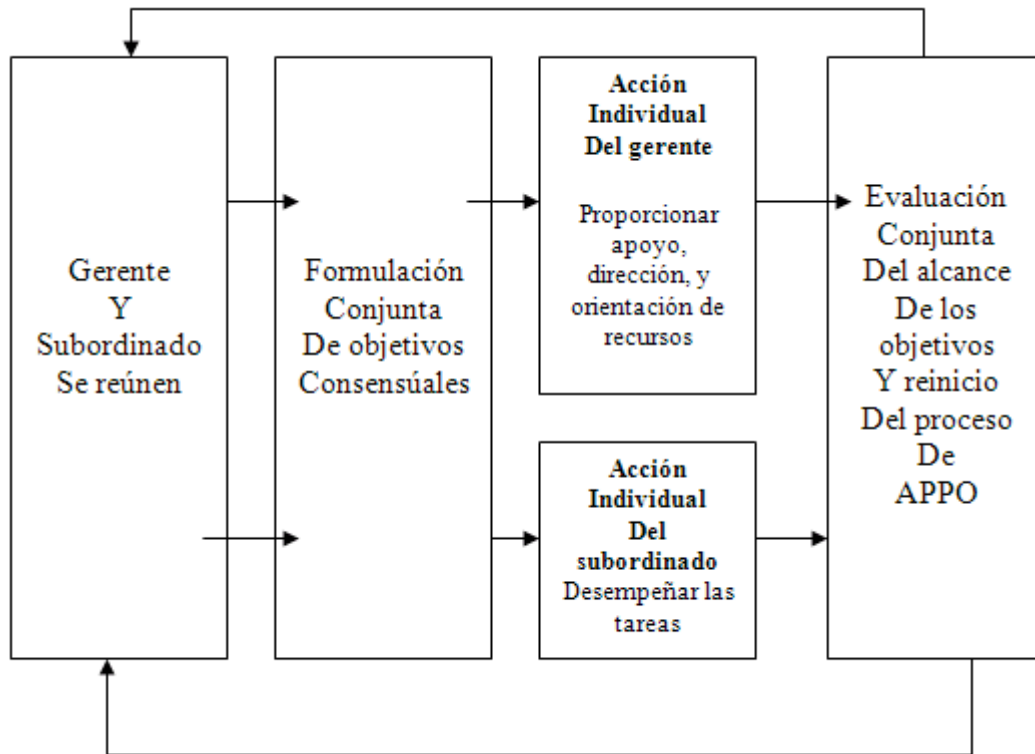 Gerente
Y
Subordinado
Se reúnen
Formulación
Conjunta
De objetivos
Consensúales
Acción
Individual
Del gerente
Proporcionar
apoyo,
dirección, y
orientación de
recursos
Acción
Individual
Del
subordinado
Desempeñar las
tareas
Evaluación
Conjunta
Del alcance
De los
objetivos
Y reinicio
Del proceso
De
APPO